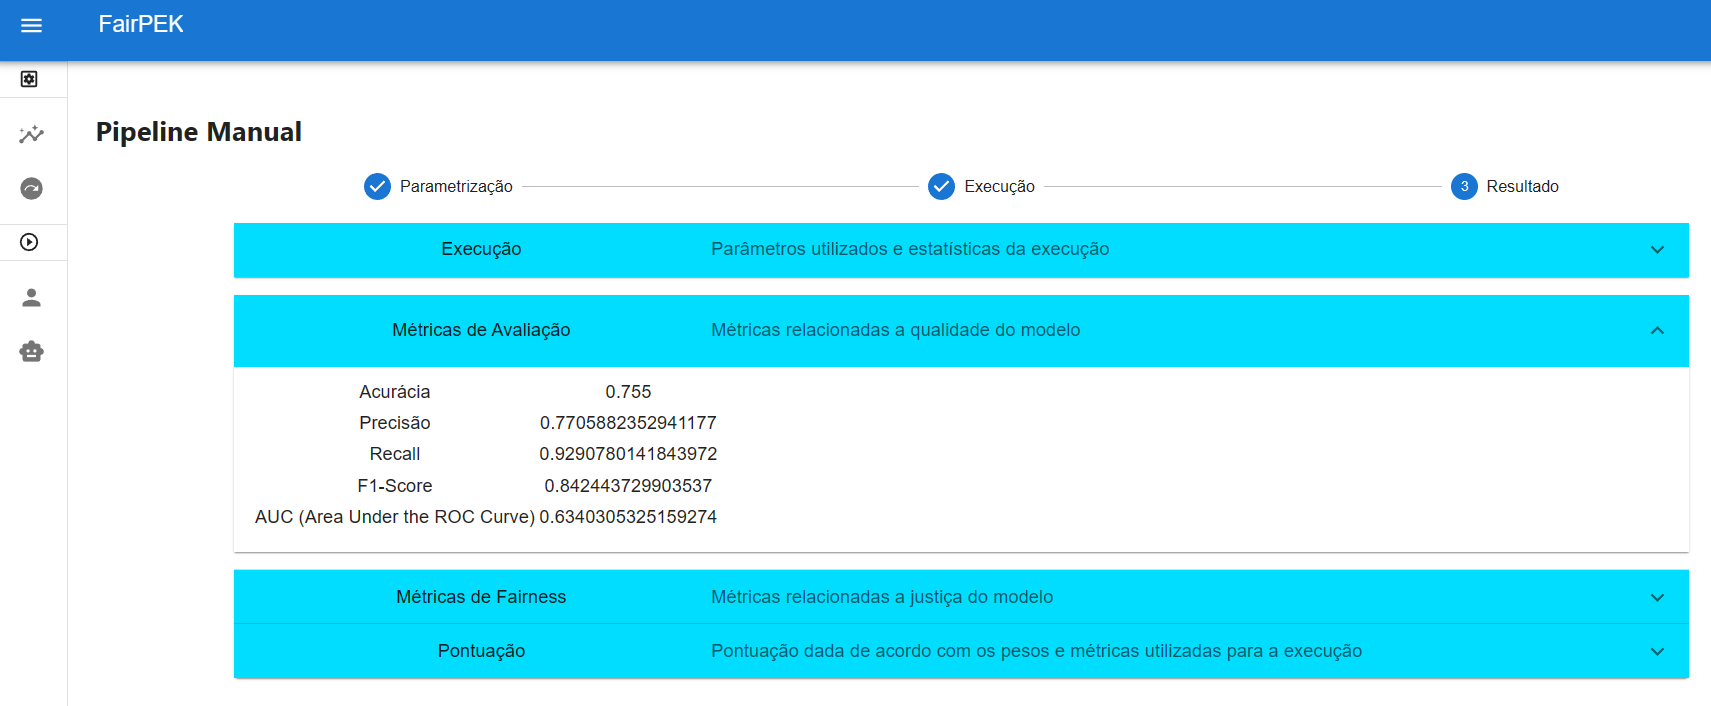 FairPEK
Pipeline Manual
Parametrização
Execução
3 Resultado
Execução Parâmetros utilizados e estatísticas da execução
Métricas de Avaliação Métricas relacionadas a qualidade do modelo
Acurácia 0.755
Precisão 0.7705882352941177
Recall 0.9290780141843972
F1-Score 0.842443729903537
AUC (Area Under the ROC Curve) 0.6340305325159274
Métricas de Fairness Métricas relacionadas a justiça do modelo
Pontuação Pontuação dada de acordo com os pesos e métricas utilizadas para a execução